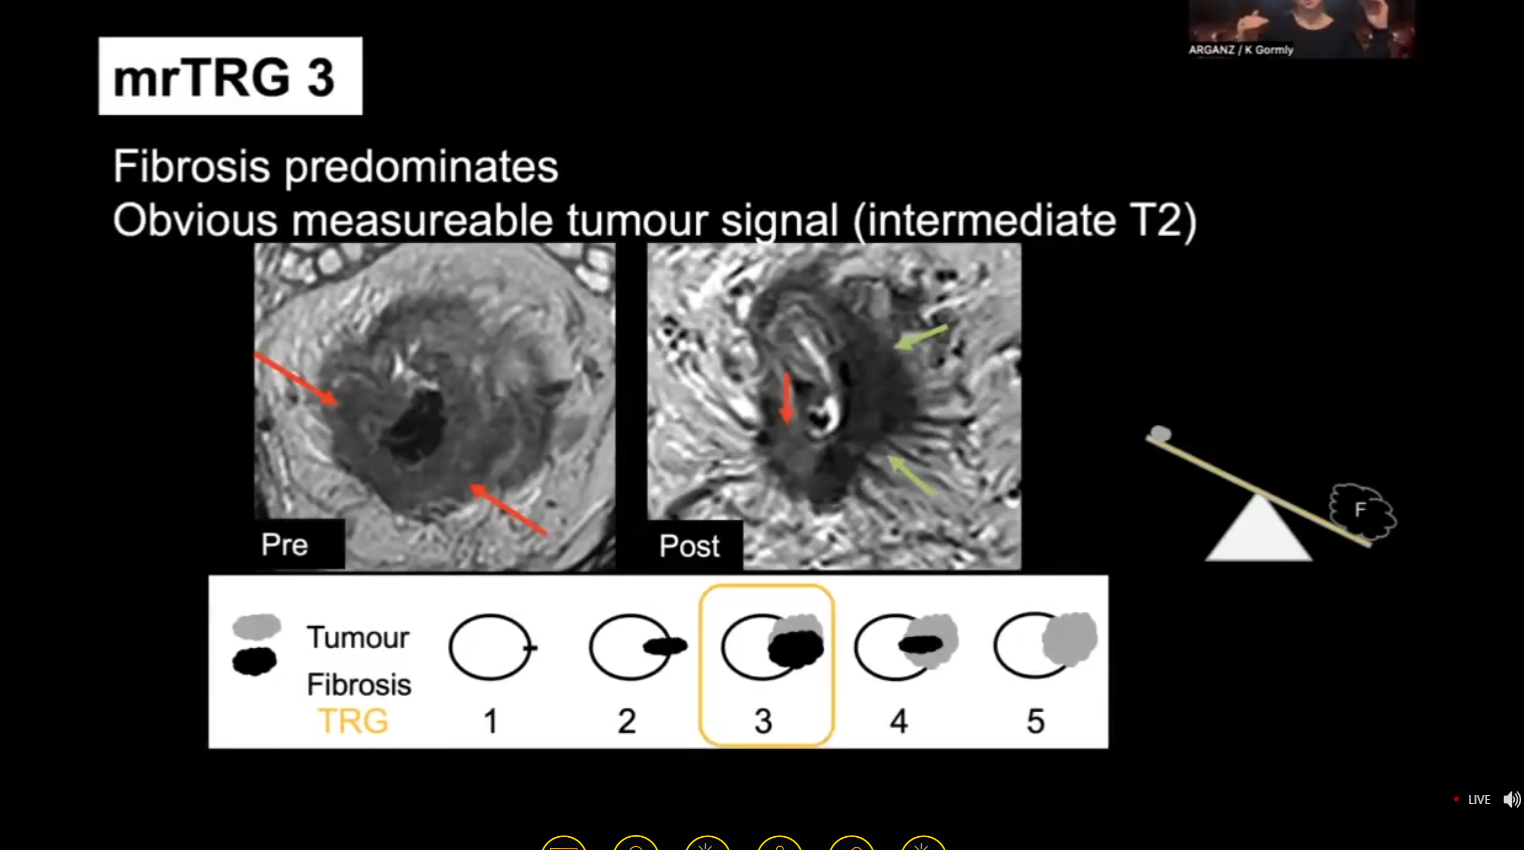 ARGANZ / K Gormly
mrTRG 3
Fibrosis predominates
Obvious measureable tumour signal (intermediate T2)
Pre
Post
F
Tumour
Fibrosis
TRG 1 2 3 4 5
LIVE